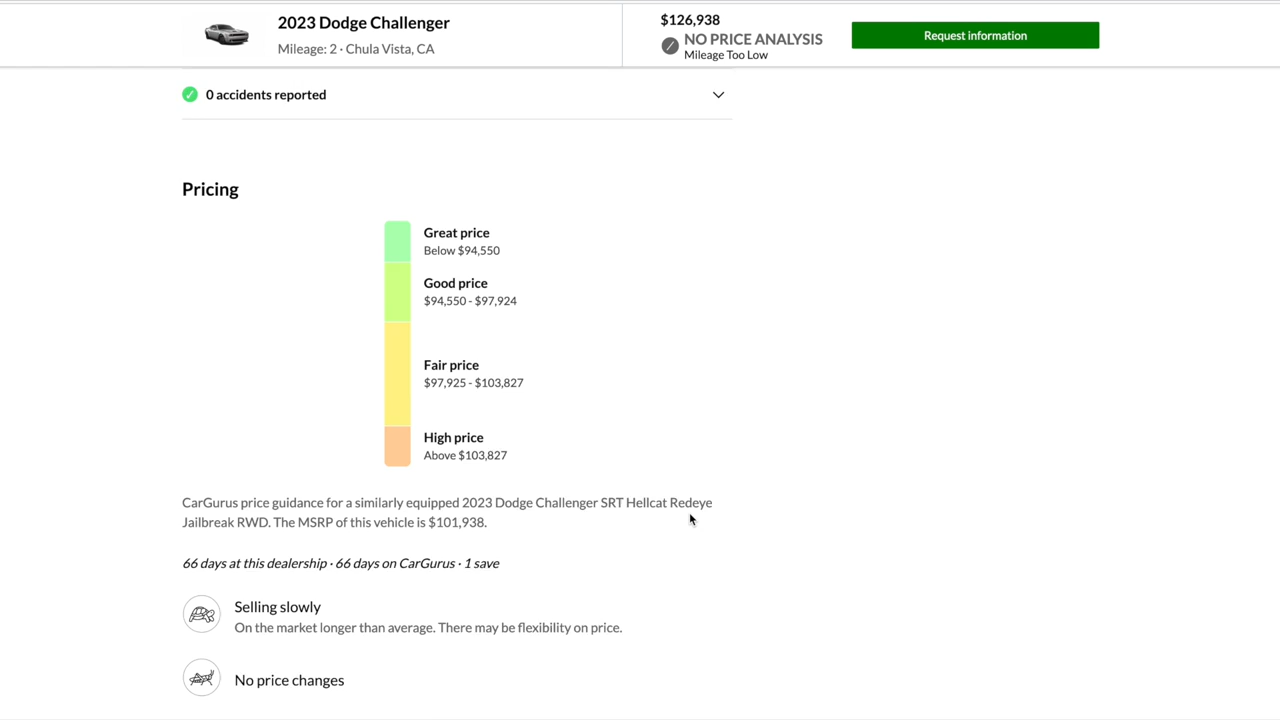 2023 Dodge Challenger
Mileage: 2 · Chula Vista, CA
$126,938
NO PRICE ANALYSIS
Mileage Too Low
Request information
0 accidents reported
Pricing
Great price
Below $94,550
Good price
$94,550 - $97,924
Fair price
$97,925 - $103,827
High price
Above $103,827
CarGurus price guidance for a similarly equipped 2023 Dodge Challenger SRT Hellcat Redeye
Jailbreak RWD. The MSRP of this vehicle is $101,938.
66 days at this dealership · 66 days on CarGurus · 1 save
Selling slowly
On the market longer than average. There may be flexibility on price.
No price changes